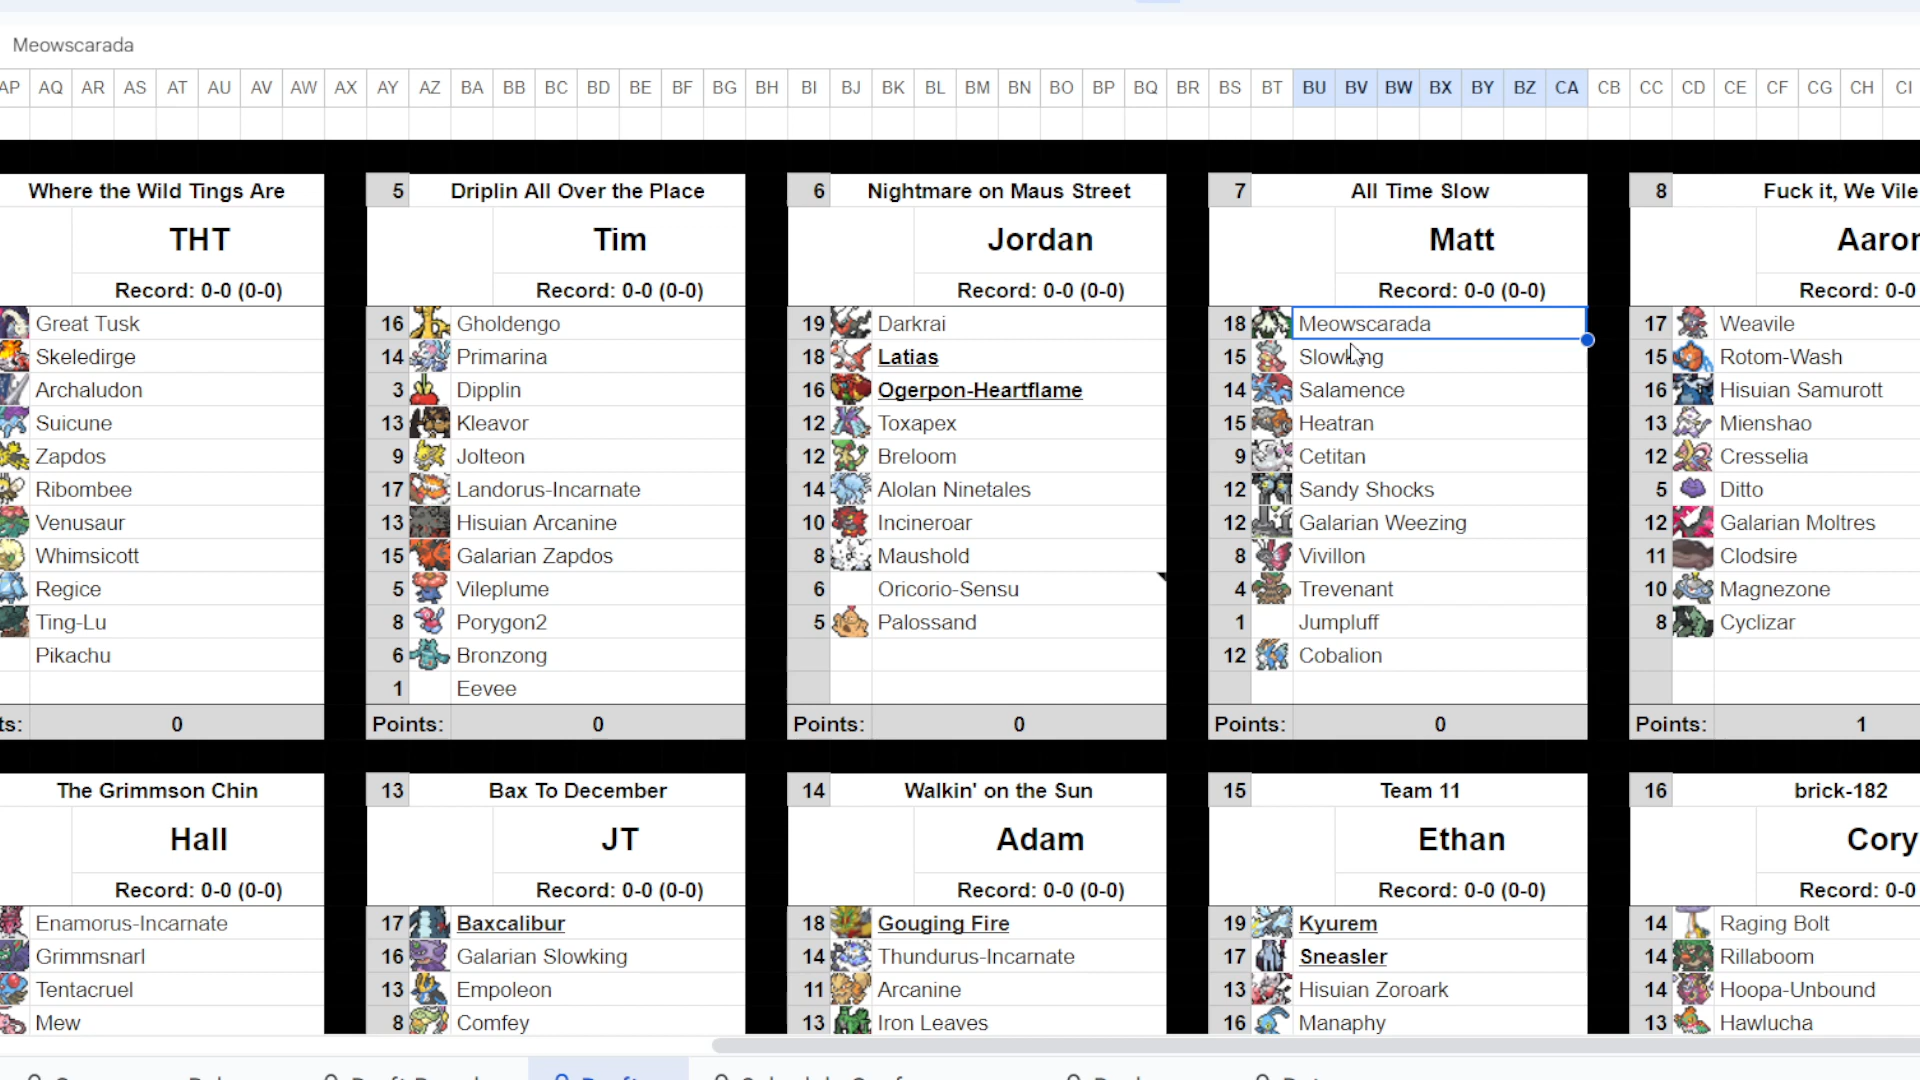 Meowscarada
AP AQ AR AS AT AU AV AW AX AY AZ BA BB BC BD BE BF BG BH BI BJ BK BL BM BN BO BP BQ BR BS BT BU BV BW BX BY BZ CA CB CC CD CE CF CG CH CI
Where the Wild Tings Are
THT
Record: 0-0 (0-0)
Great Tusk
Skeledirge
Archaludon
Suicune
Zapdos
Ribombee
Venusaur
Whimsicott
Regice
Ting-Lu
Pikachu
ts: 0
5 Driplin All Over the Place
Tim
Record: 0-0 (0-0)
16 Gholdengo
14 Primarina
3 Dipplin
13 Kleavor
9 Jolteon
17 Landorus-Incarnate
13 Hisuian Arcanine
15 Galarian Zapdos
5 Vileplume
8 Porygon2
6 Bronzong
1 Eevee
Points: 0
6 Nightmare on Maus Street
Jordan
Record: 0-0 (0-0)
19 Darkrai
18 Latias
16 Ogerpon-Heartflame
12 Toxapex
12 Breloom
14 Alolan Ninetales
10 Incineroar
8 Maushold
6 Oricorio-Sensu
5 Palossand
Points: 0
7 All Time Slow
Matt
Record: 0-0 (0-0)
18 Meowscarada
15 Slowking
14 Salamence
15 Heatran
9 Cetitan
12 Sandy Shocks
12 Galarian Weezing
8 Vivillon
4 Trevenant
1 Jumpluff
12 Cobalion
Points: 0
8 Fuck it, We Vile
Aaron
Record: 0-0
17 Weavile
15 Rotom-Wash
16 Hisuian Samurott
13 Mienshao
12 Cresselia
5 Ditto
12 Galarian Moltres
11 Clodsire
10 Magnezone
8 Cyclizar
Points: 1
The Grimmson Chin
Hall
Record: 0-0 (0-0)
Enamorus-Incarnate
Grimmsnarl
Tentacruel
Mew
13 Bax To December
JT
Record: 0-0 (0-0)
17 Baxcalibur
16 Galarian Slowking
13 Empoleon
8 Comfey
14 Walkin' on the Sun
Adam
Record: 0-0 (0-0)
18 Gouging Fire
14 Thundurus-Incarnate
11 Arcanine
13 Iron Leaves
15 Team 11
Ethan
Record: 0-0 (0-0)
19 Kyurem
17 Sneasler
13 Hisuian Zoroark
16 Manaphy
16 brick-182
Cory
Record: 0-0
14 Raging Bolt
14 Rillaboom
14 Hoopa-Unbound
13 Hawlucha